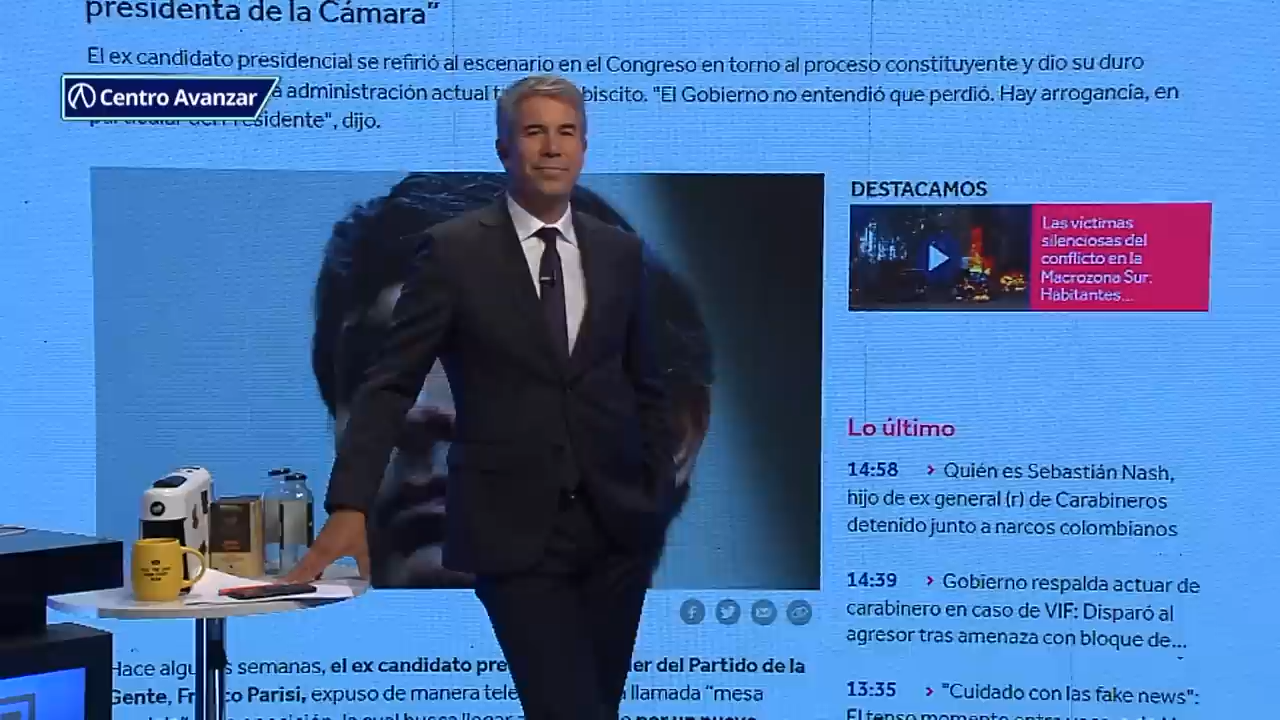 presidenta de la Cámara"
El ex candidato presidencial se refirió al escenario en el Congreso en torno al proceso constituyente y dio su duro
administración actual
biscito. "El Gobierno no entendió que perdió. Hay arrogancia, en
Centro Avanzar
dijo.
DESTACAMOS
Las víctimas
silenciosas del
conflicto en la
Macrozona Sur:
Habitantes...
Lo último
14:58 > Quién es Sebastián Nash,
hijo de ex general (r) de Carabineros
detenido junto a narcos colombianos
14:39 > Gobierno respalda actuar de
carabinero en caso de VIF: Disparó al
agresor tras amenaza con bloque de...
13:35 > "Cuidado con las fake news":
Hace semanas, el ex candidato del Partido de la
Gente, Parisi, expuso de manera llamada "mesa